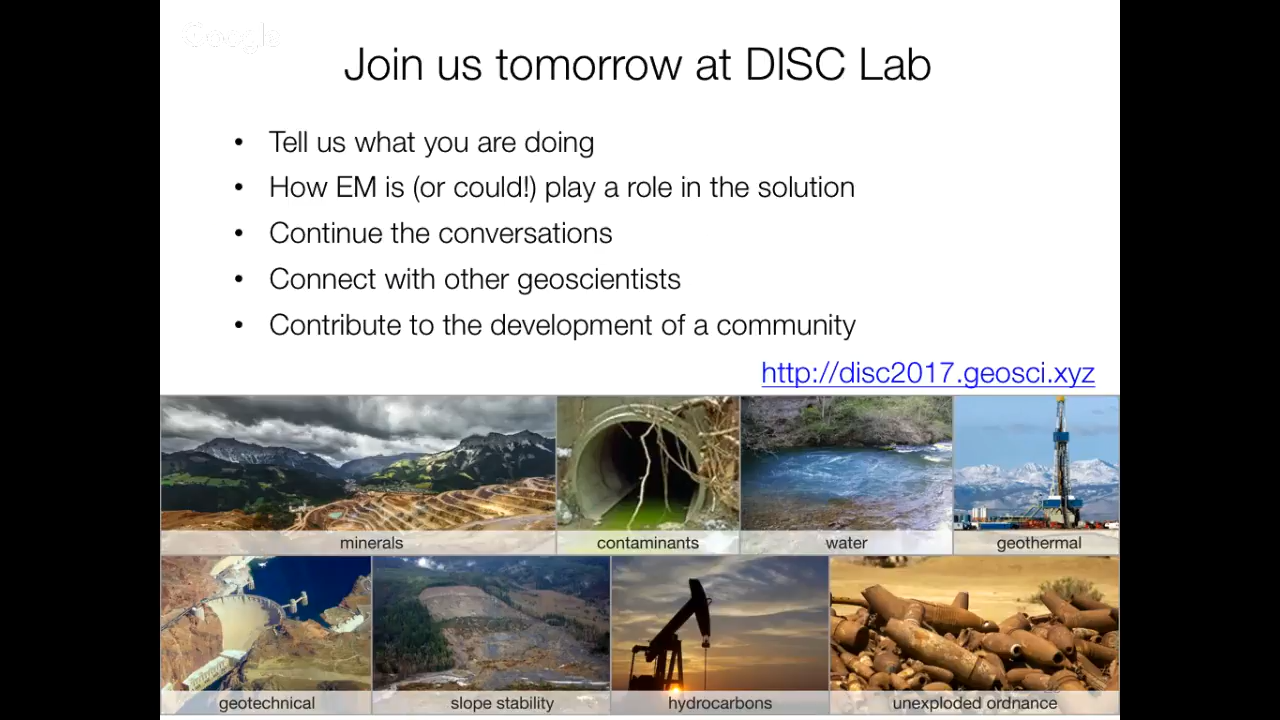 Google
Join us tomorrow at DISC Lab
• Tell us what you are doing
• How EM is (or could!) play a role in the solution
• Continue the conversations
• Connect with other geoscientists
• Contribute to the development of a community
http://disc2017.geosci.xyz
minerals
contaminants
water
geothermal
geotechnical
slope stability
hydrocarbons
unexploded ordnance